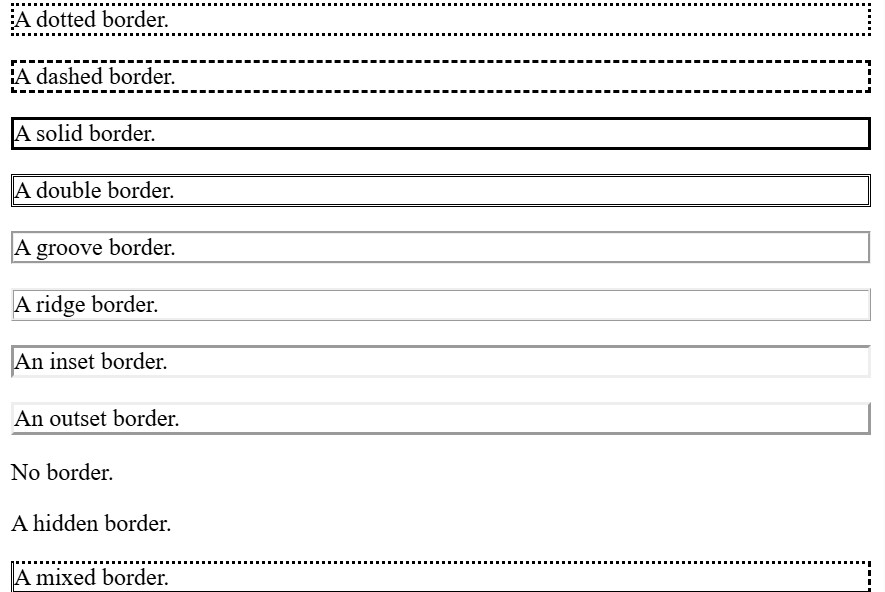 A dotted border.
A dashed border.
A solid border.
A double border.
A groove border.
A ridge border.
An inset border.
An outset border.
No border.
A hidden border.
A mixed border.